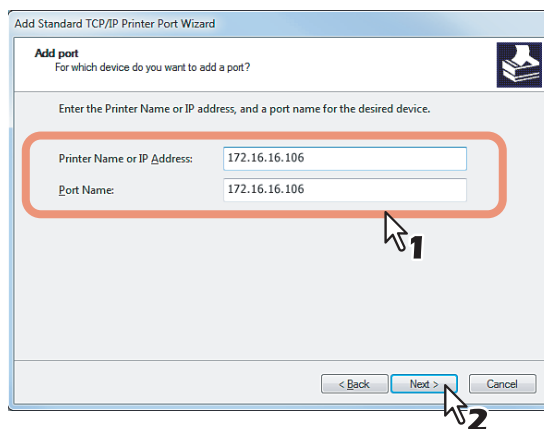 Add Standard TCP/IP Printer Port Wizard
Add port
For which device do you want to add a port?
Enter the Printer Name or IP address, and a port name for the desired device.
Printer Name or IP Address: 172.16.16.106
Port Name: 172.16.16.106
1
< Back Next > Cancel
2